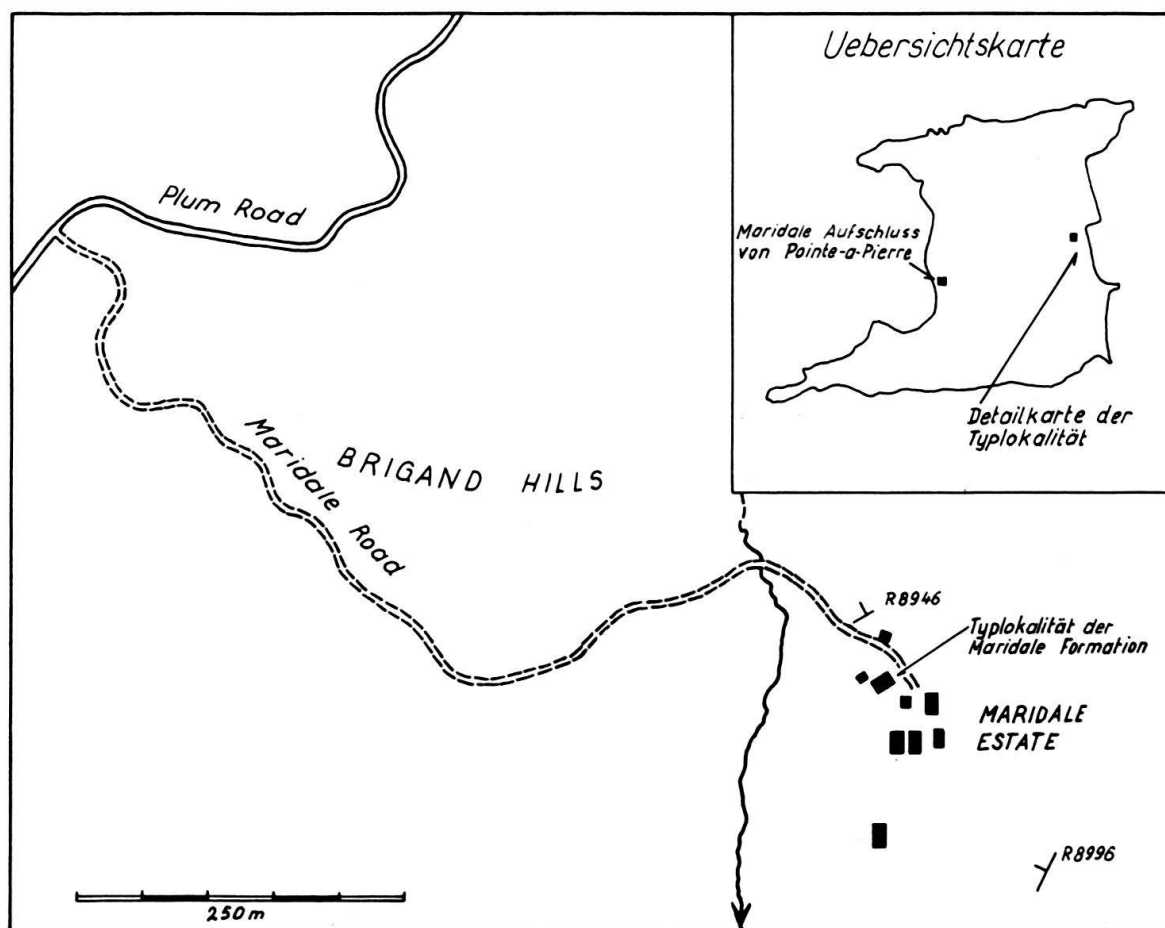 Uebersichtskarte
Plum Road
Maridale Aufschluss
von Pointe-a-Pierre
Detailkarte der
Typlokalität
Maridale Road
BRIGAND HILLS
R8946
Typlokalität der
Maridale Formation
MARIDALE
ESTATE
R8996
250 m